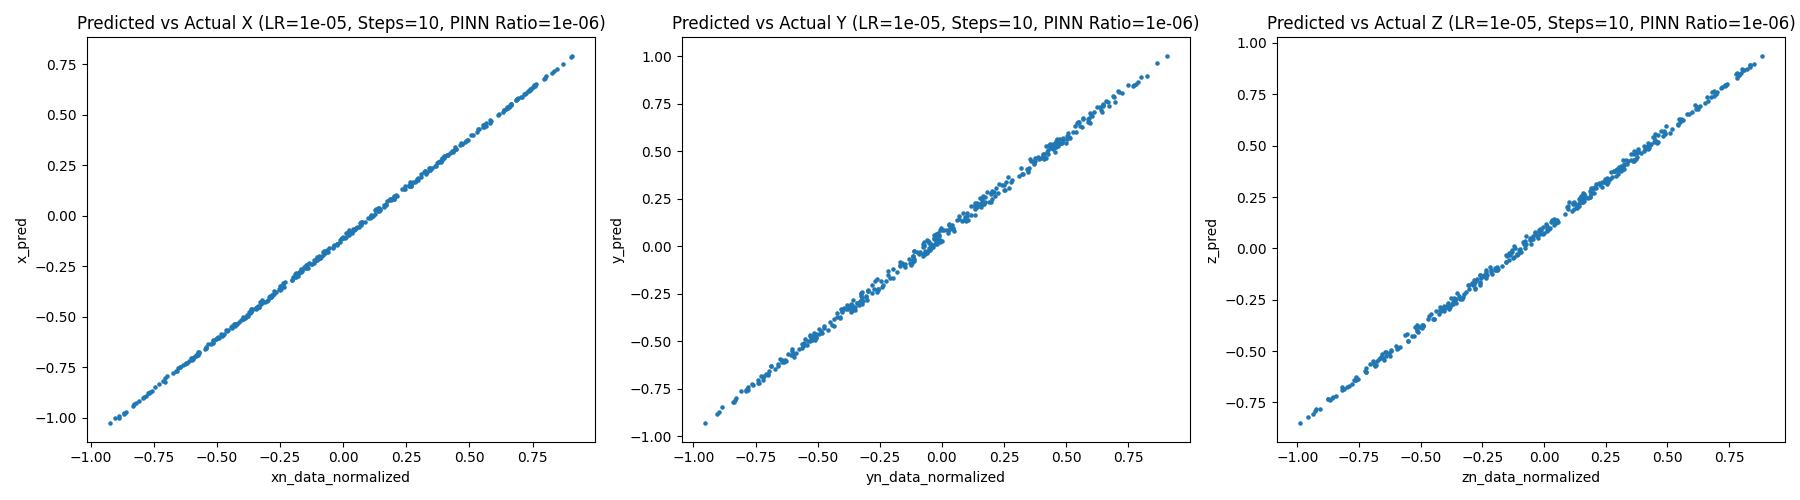 Predicted vs Actual X (LR=1e-05, Steps=10, PINN Ratio=1e-06)
0.75
0.50
0.25
0.00
−0.25
−0.50
−0.75
−1.00
x_pred
−1.00 −0.75 −0.50 −0.25 0.00 0.25 0.50 0.75
xn_data_normalized
Predicted vs Actual Y (LR=1e-05, Steps=10, PINN Ratio=1e-06)
1.00
0.75
0.50
0.25
0.00
−0.25
−0.50
−0.75
−1.00
y_pred
−1.00 −0.75 −0.50 −0.25 0.00 0.25 0.50 0.75
yn_data_normalized
Predicted vs Actual Z (LR=1e-05, Steps=10, PINN Ratio=1e-06)
1.00
0.75
0.50
0.25
0.00
−0.25
−0.50
−0.75
z_pred
−1.00 −0.75 −0.50 −0.25 0.00 0.25 0.50 0.75
zn_data_normalized